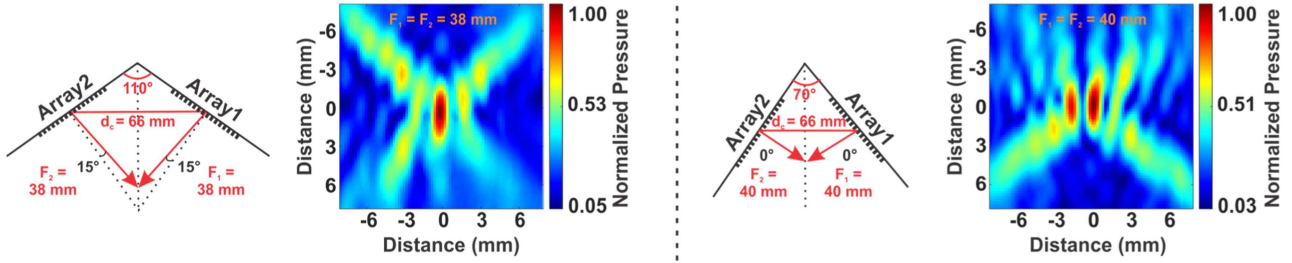 110°
Array2
Array1
d_c = 66 mm
15°
15°
F₂ =
38 mm
F₁ =
38 mm
F₁ = F₂ = 38 mm
-6
-3
0
3
6
Distance (mm)
-6 -3 0 3 6
Distance (mm)
1.00
0.53
0.05
Normalized Pressure
70°
Array2
Array1
d_c = 66 mm
0°
0°
F₂ =
40 mm
F₁ =
40 mm
F₁ = F₂ = 40 mm
-6
-3
0
3
6
Distance (mm)
-6 -3 0 3 6
Distance (mm)
1.00
0.51
0.03
Normalized Pressure